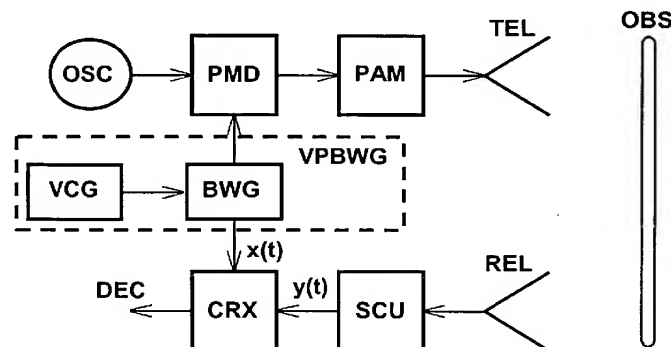 TEL
OBS
OSC
PMD
PAM
VPBWG
VCG
BWG
x(t)
DEC
y(t)
REL
CRX
SCU